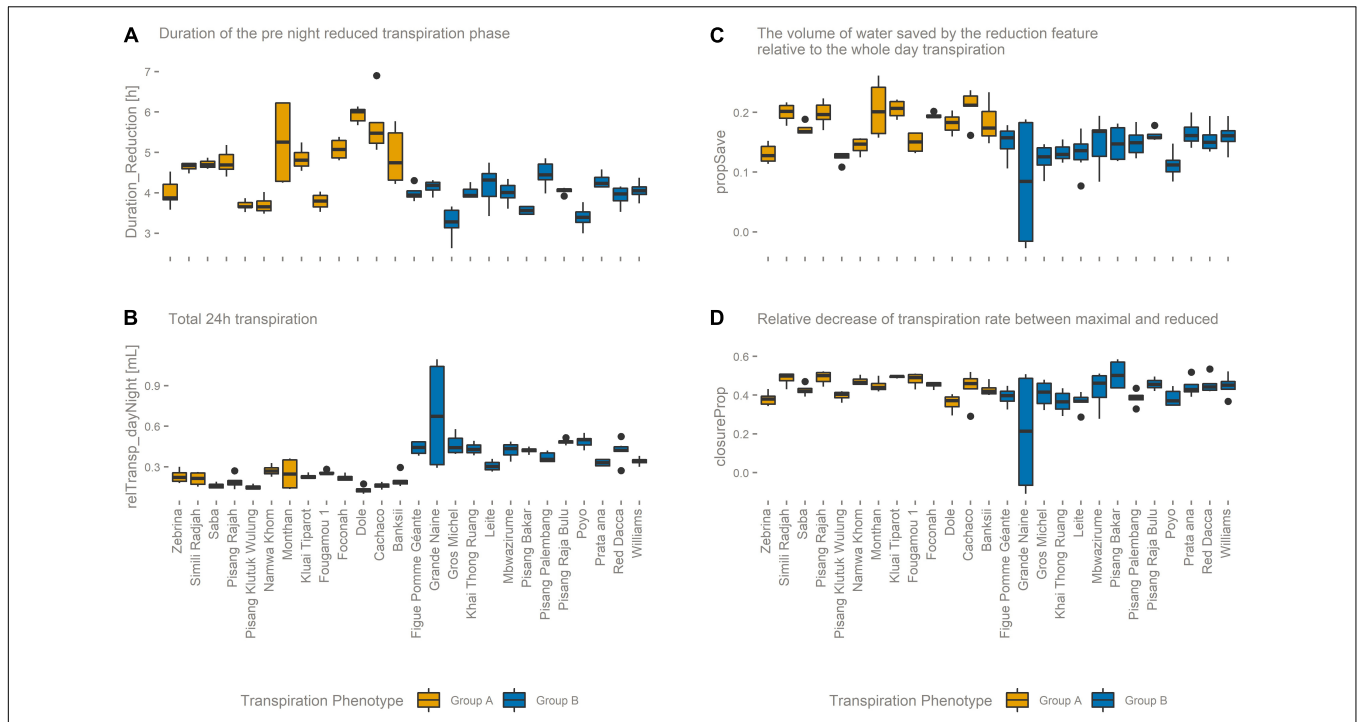 A Duration of the pre night reduced transpiration phase
Duration_Reduction [h]
7
6
5
4
3
B Total 24h transpiration
relTransp_dayNight [mL]
0.9
0.6
0.3
Zebrina
Simili Radjah
Saba
Pisang Rajah
Pisang Klutuk Wulung
Namwa Khom
Monthan
Kluai Tiparot
Fougamou 1
Foconah
Dole
Cachaco
Banksii
Figue Pomme Géante
Grande Naine
Gros Michel
Khai Thong Ruang
Leite
Mbwazirume
Pisang Bakar
Pisang Palembang
Pisang Raja Bulu
Poyo
Prata ana
Red Dacca
Williams
Transpiration Phenotype Group A Group B
C The volume of water saved by the reduction feature
relative to the whole day transpiration
propSave
0.2
0.1
0.0
D Relative decrease of transpiration rate between maximal and reduced
closureProp
0.6
0.4
0.2
0.0
Zebrina
Simili Radjah
Saba
Pisang Rajah
Pisang Klutuk Wulung
Namwa Khom
Monthan
Kluai Tiparot
Fougamou 1
Foconah
Dole
Cachaco
Banksii
Figue Pomme Géante
Grande Naine
Gros Michel
Khai Thong Ruang
Leite
Mbwazirume
Pisang Bakar
Pisang Palembang
Pisang Raja Bulu
Poyo
Prata ana
Red Dacca
Williams
Transpiration Phenotype Group A Group B